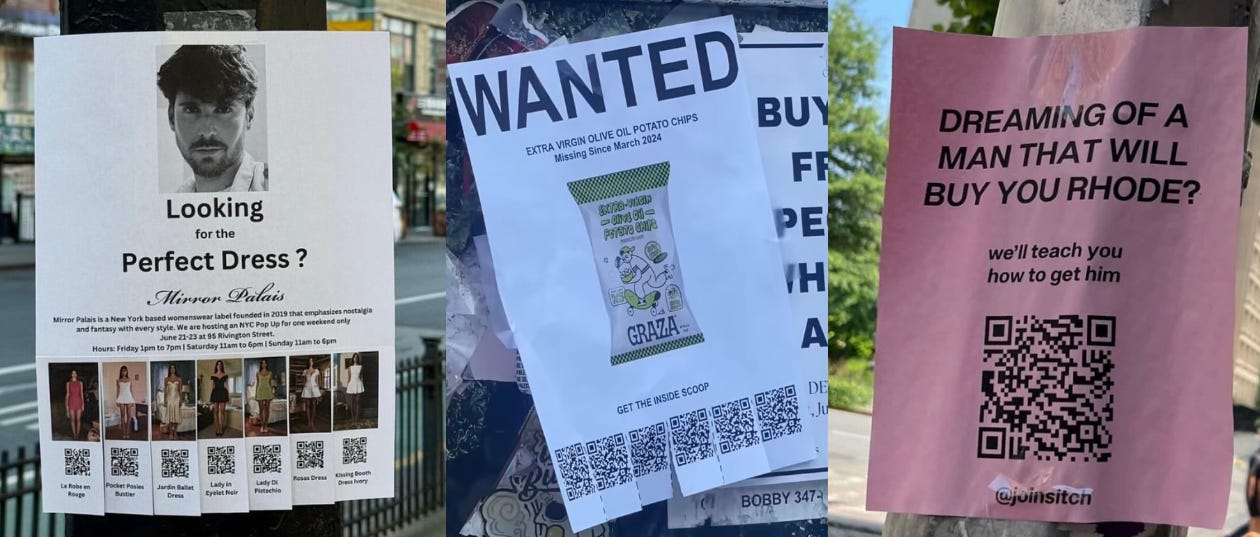 Looking
for the
Perfect Dress ?
Mirror Palais
Mirror Palais is a New York based womenswear label founded in 2019 that emphasizes nostalgia
and fantasy with every style. We are hosting an NYC Pop Up for one weekend only
June 21-23 at 95 Rivington Street.
Hours: Friday 1pm to 7pm | Saturday 11am to 6pm | Sunday 11am to 6pm
Le Robe en
Rouge
Pocket Posies
Bustier
Jardin Ballet
Dress
Lady in
Eyelet Noir
Lady Di
Pistachio
Rosas Dress
Kissing Booth
Dress Ivory
WANTED
EXTRA VIRGIN OLIVE OIL POTATO CHIPS
Missing Since March 2024
EXTRA-VIRGIN
OLIVE OIL
POTATO CHIPS
GRAZA
GET THE INSIDE SCOOP
BUY
FR
PE
WH
A
BOBBY 347-
DREAMING OF A
MAN THAT WILL
BUY YOU RHODE?
we'll teach you
how to get him
@joinsitch